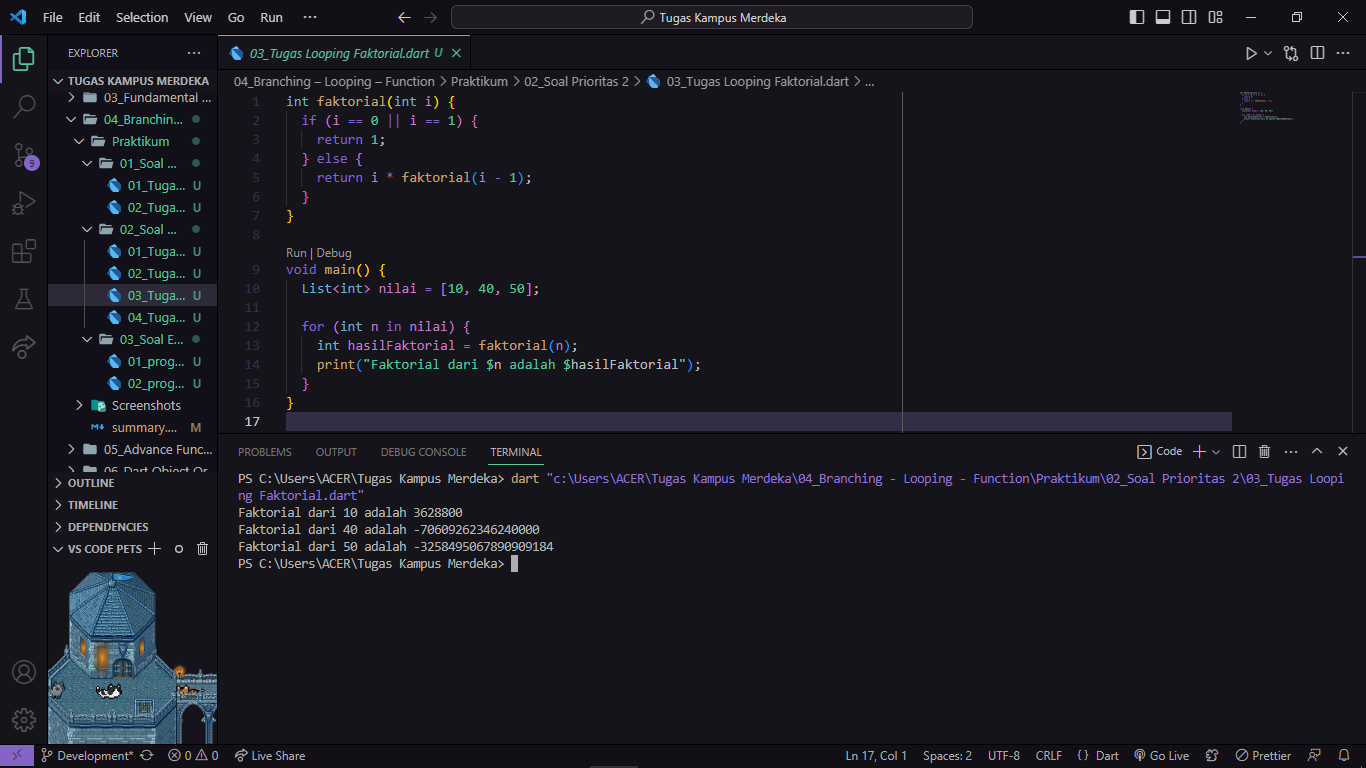 File Edit Selection View Go Run ··· Tugas Kampus Merdeka
EXPLORER ···
TUGAS KAMPUS MERDEKA
03_Fundamental ...
04_Branchin...
Praktikum
01_Soal ...
01_Tuga... U
02_Tuga... U
02_Soal ...
01_Tuga... U
02_Tuga... U
03_Tuga... U
04_Tuga... U
03_Soal E...
01_prog... U
02_prog... U
Screenshots
summary.... M
05_Advance Func...
06_Dart Object Or
OUTLINE
TIMELINE
DEPENDENCIES
VS CODE PETS
03_Tugas Looping Faktorial.dart U
04_Branching – Looping – Function > Praktikum > 02_Soal Prioritas 2 > 03_Tugas Looping Faktorial.dart > ...
1 int faktorial(int i) {
2 if (i == 0 || i == 1) {
3 return 1;
4 } else {
5 return i * faktorial(i - 1);
6 }
7 }
8
Run | Debug
9 void main() {
10 List<int> nilai = [10, 40, 50];
11
12 for (int n in nilai) {
13 int hasilFaktorial = faktorial(n);
14 print("Faktorial dari $n adalah $hasilFaktorial");
15 }
16 }
17
PROBLEMS OUTPUT DEBUG CONSOLE TERMINAL Code
PS C:\Users\ACER\Tugas Kampus Merdeka> dart "c:\Users\ACER\Tugas Kampus Merdeka\04_Branching - Looping - Function\Praktikum\02_Soal Prioritas 2\03_Tugas Loopi
ng Faktorial.dart"
Faktorial dari 10 adalah 3628800
Faktorial dari 40 adalah -70609262346240000
Faktorial dari 50 adalah -3258495067890909184
PS C:\Users\ACER\Tugas Kampus Merdeka>
9
Development* 0 0 Live Share Ln 17, Col 1 Spaces: 2 UTF-8 CRLF {} Dart Go Live Prettier